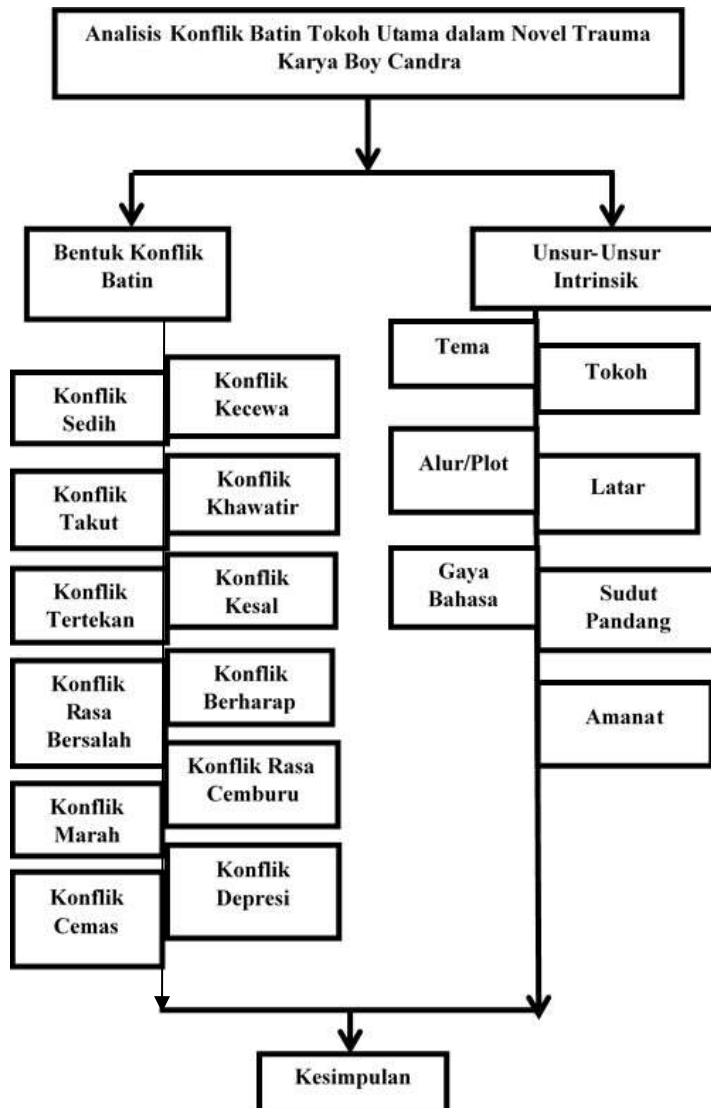 Analisis Konflik Batin Tokoh Utama dalam Novel Trauma
Karya Boy Candra
Bentuk Konflik
Batin
Konflik
Sedih
Konflik
Kecewa
Konflik
Takut
Konflik
Khawatir
Konflik
Tertekan
Konflik
Kesal
Konflik
Rasa
Bersalah
Konflik
Berharap
Konflik
Marah
Konflik Rasa
Cemburu
Konflik
Cemas
Konflik
Depresi
Unsur-Unsur
Intrinsik
Tema
Tokoh
Alur/Plot
Latar
Gaya
Bahasa
Sudut
Pandang
Amanat
Kesimpulan